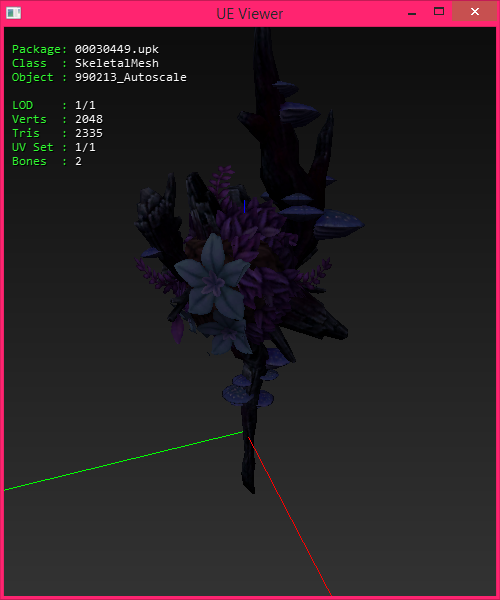 UE Viewer
Package: 00030449.upk
Class : SkeletalMesh
Object : 990213_Autoscale
LOD : 1/1
Verts : 2048
Tris : 2335
UV Set : 1/1
Bones : 2